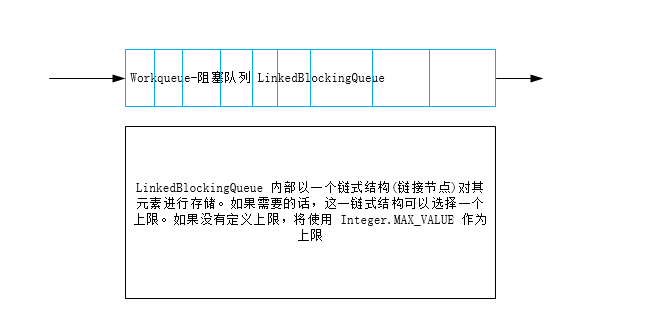 Workqueue-阻塞队列 LinkedBlockingQueue
LinkedBlockingQueue 内部以一个链式结构(链接节点)对其
元素进行存储。如果需要的话，这一链式结构可以选择一个
上限。如果没有定义上限，将使用 Integer.MAX_VALUE 作为
上限